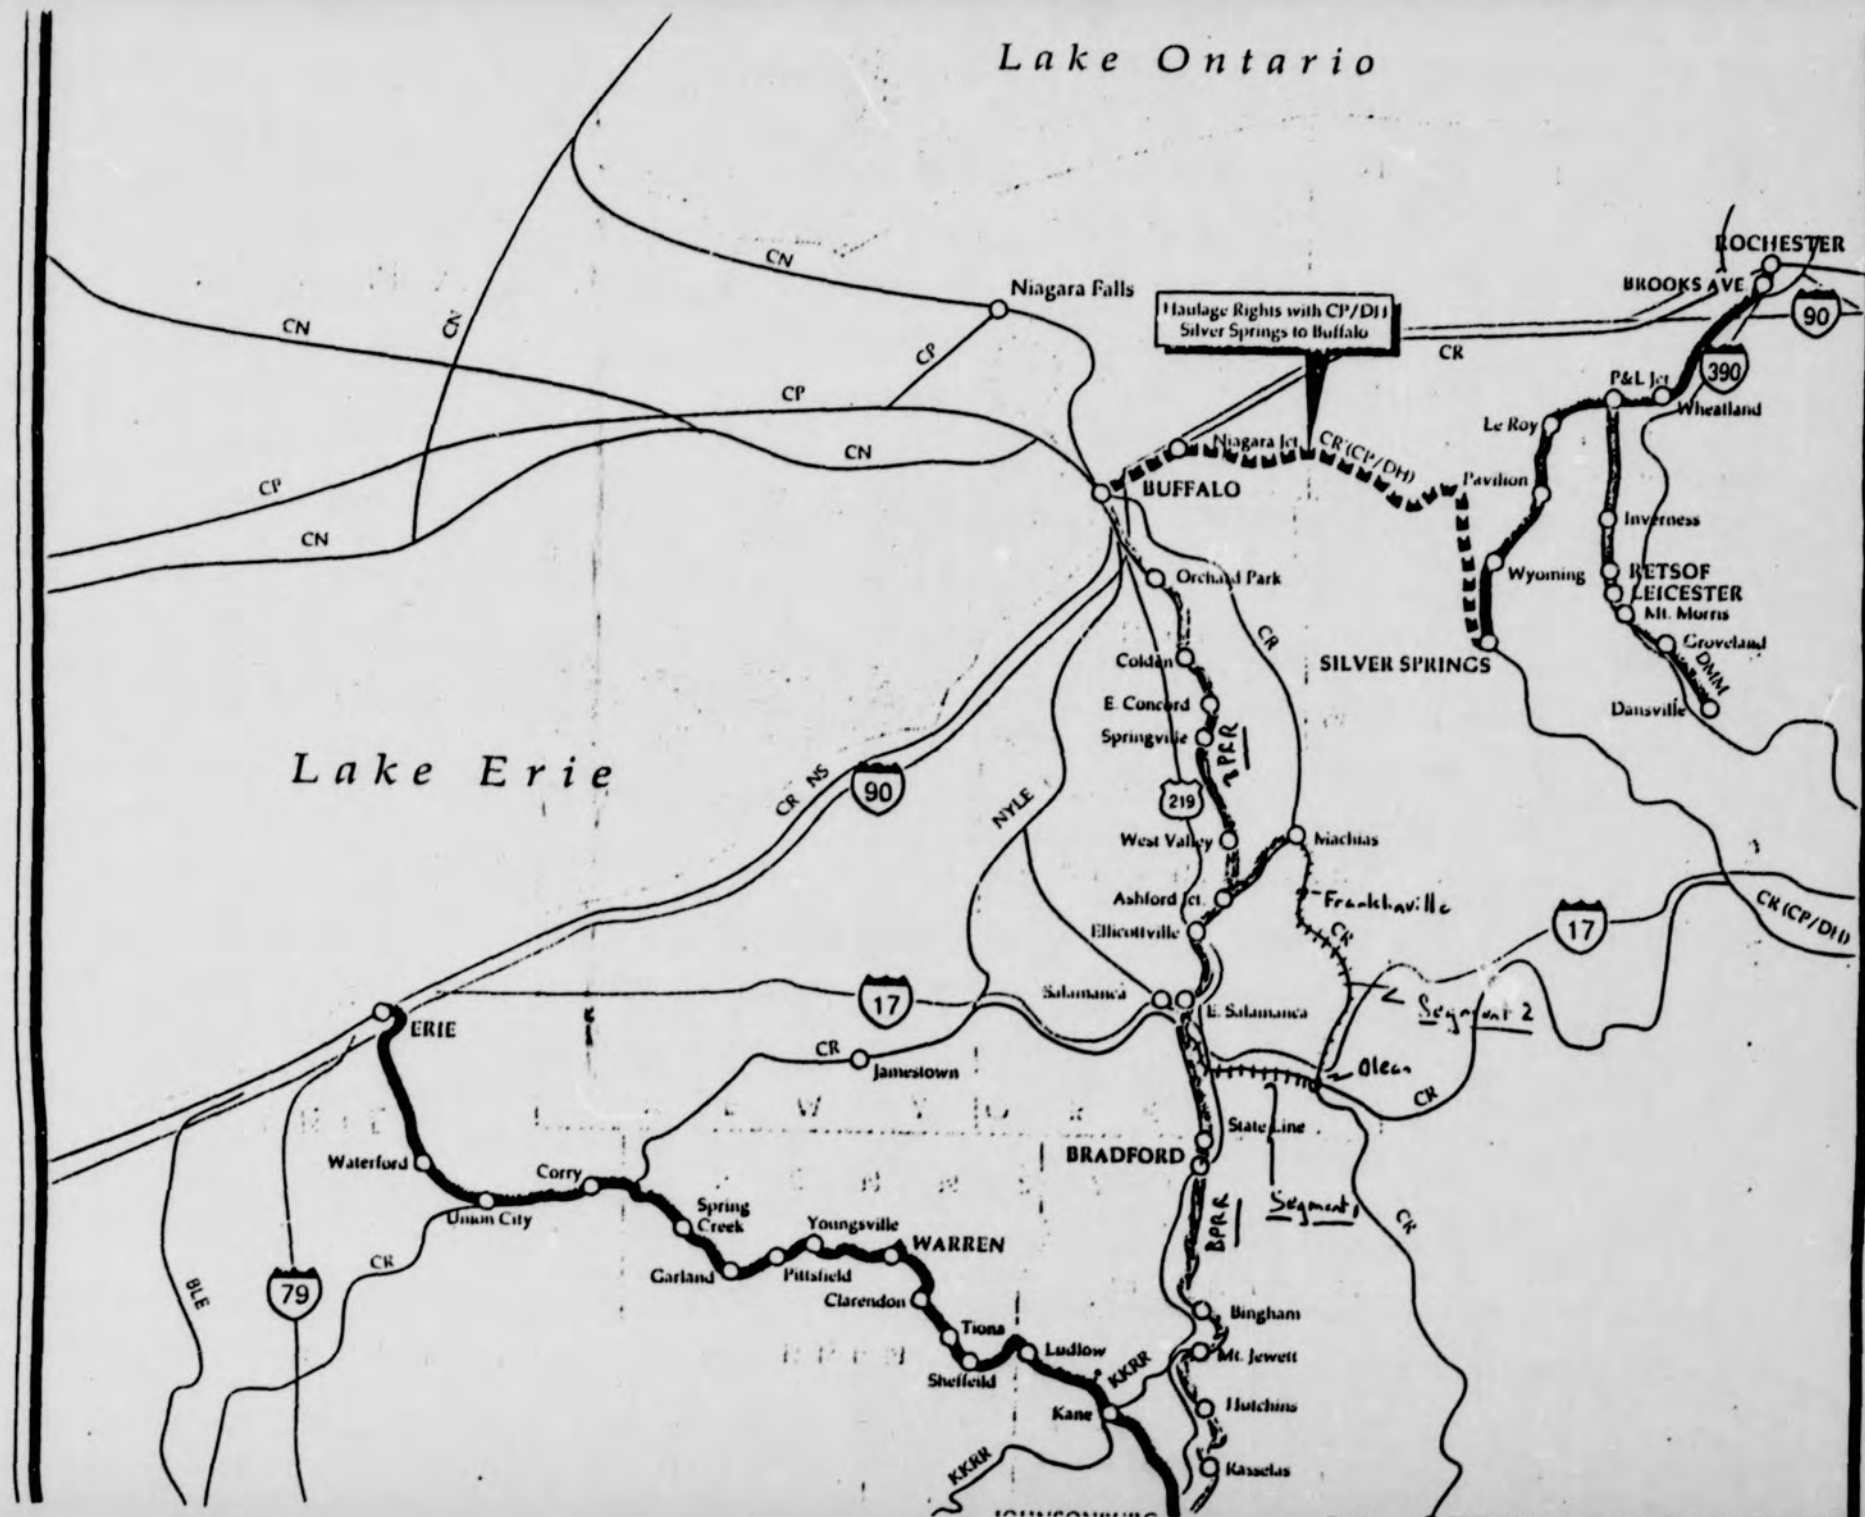 Lake Ontario
ROCHESTER
BROOKS AVE
90
CN
Niagara Falls
Haulage Rights with CP/DH
Silver Springs to Buffalo
CR
CN
CN
CP
390
P&L Jct
Wheatland
CP
Le Roy
CN
Niagara Jct.
CR (CP/DH)
Pavilion
CP
BUFFALO
CN
Inverness
Orchard Park
Wyoming
RETSOF
LEICESTER
Mt. Morris
CR
Groveland
Colden
SILVER SPRINGS
DMM
E. Concord
Dansville
Springville
BPRR
Lake Erie
CR NS
90
NYLE
219
West Valley
Machias
Ashford Jct.
Franklinville
CR
Ellicottville
17
CR (CP/DH)
Salamanca
E. Salamanca
17
Segment 2
ERIE
CR
Jamestown
Olean
CR
State Line
BRADFORD
Waterford
Corry
Segment 1
Union City
Spring
Creek
Youngsville
WARREN
BPRR
CR
Garland
Pittsfield
CR
BLE
79
Clarendon
Bingham
Tiona
Ludlow
KKRR
Mt. Jewett
Sheffeild
Kane
Hutchins
KKRR
Kasselas
JOHNSONBURG